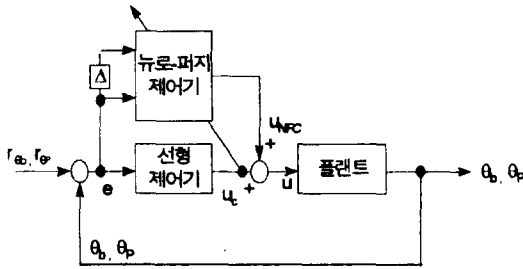 뉴로-퍼지
제어기
Δ
u_NFC
r_θb, r_θp
e
선형
제어기
u_c
+
+
u
플랜트
θ_b, θ_p
θ_b, θ_p